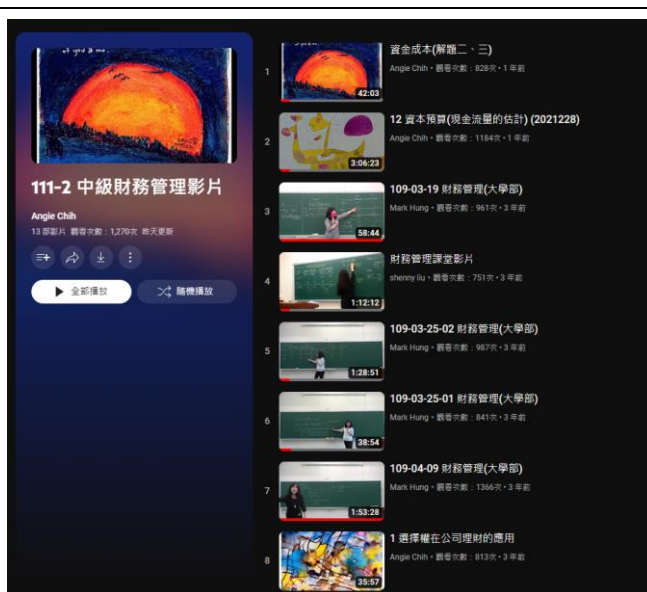 of you & me.
111-2 中級財務管理影片
Angie Chih
13 部影片 觀看次數：1,270次 昨天更新
全部播放
隨機播放
1
42:03
資金成本(解題二、三)
Angie Chih・觀看次數：828次・1 年前
2
3:06:23
12 資本預算(現金流量的估計) (2021228)
Angie Chih・觀看次數：1184次・1 年前
3
58:44
109-03-19 財務管理(大學部)
Mark Hung・觀看次數：961次・3 年前
4
1:12:12
財務管理課堂影片
shenny liu・觀看次數：751次・3 年前
5
1:28:51
109-03-25-02 財務管理(大學部)
Mark Hung・觀看次數：987次・3 年前
6
38:54
109-03-25-01 財務管理(大學部)
Mark Hung・觀看次數：841次・3 年前
7
1:53:28
109-04-09 財務管理(大學部)
Mark Hung・觀看次數：1366次・3 年前
8
35:57
1 選擇權在公司理財的應用
Angie Chih・觀看次數：813次・1 年前